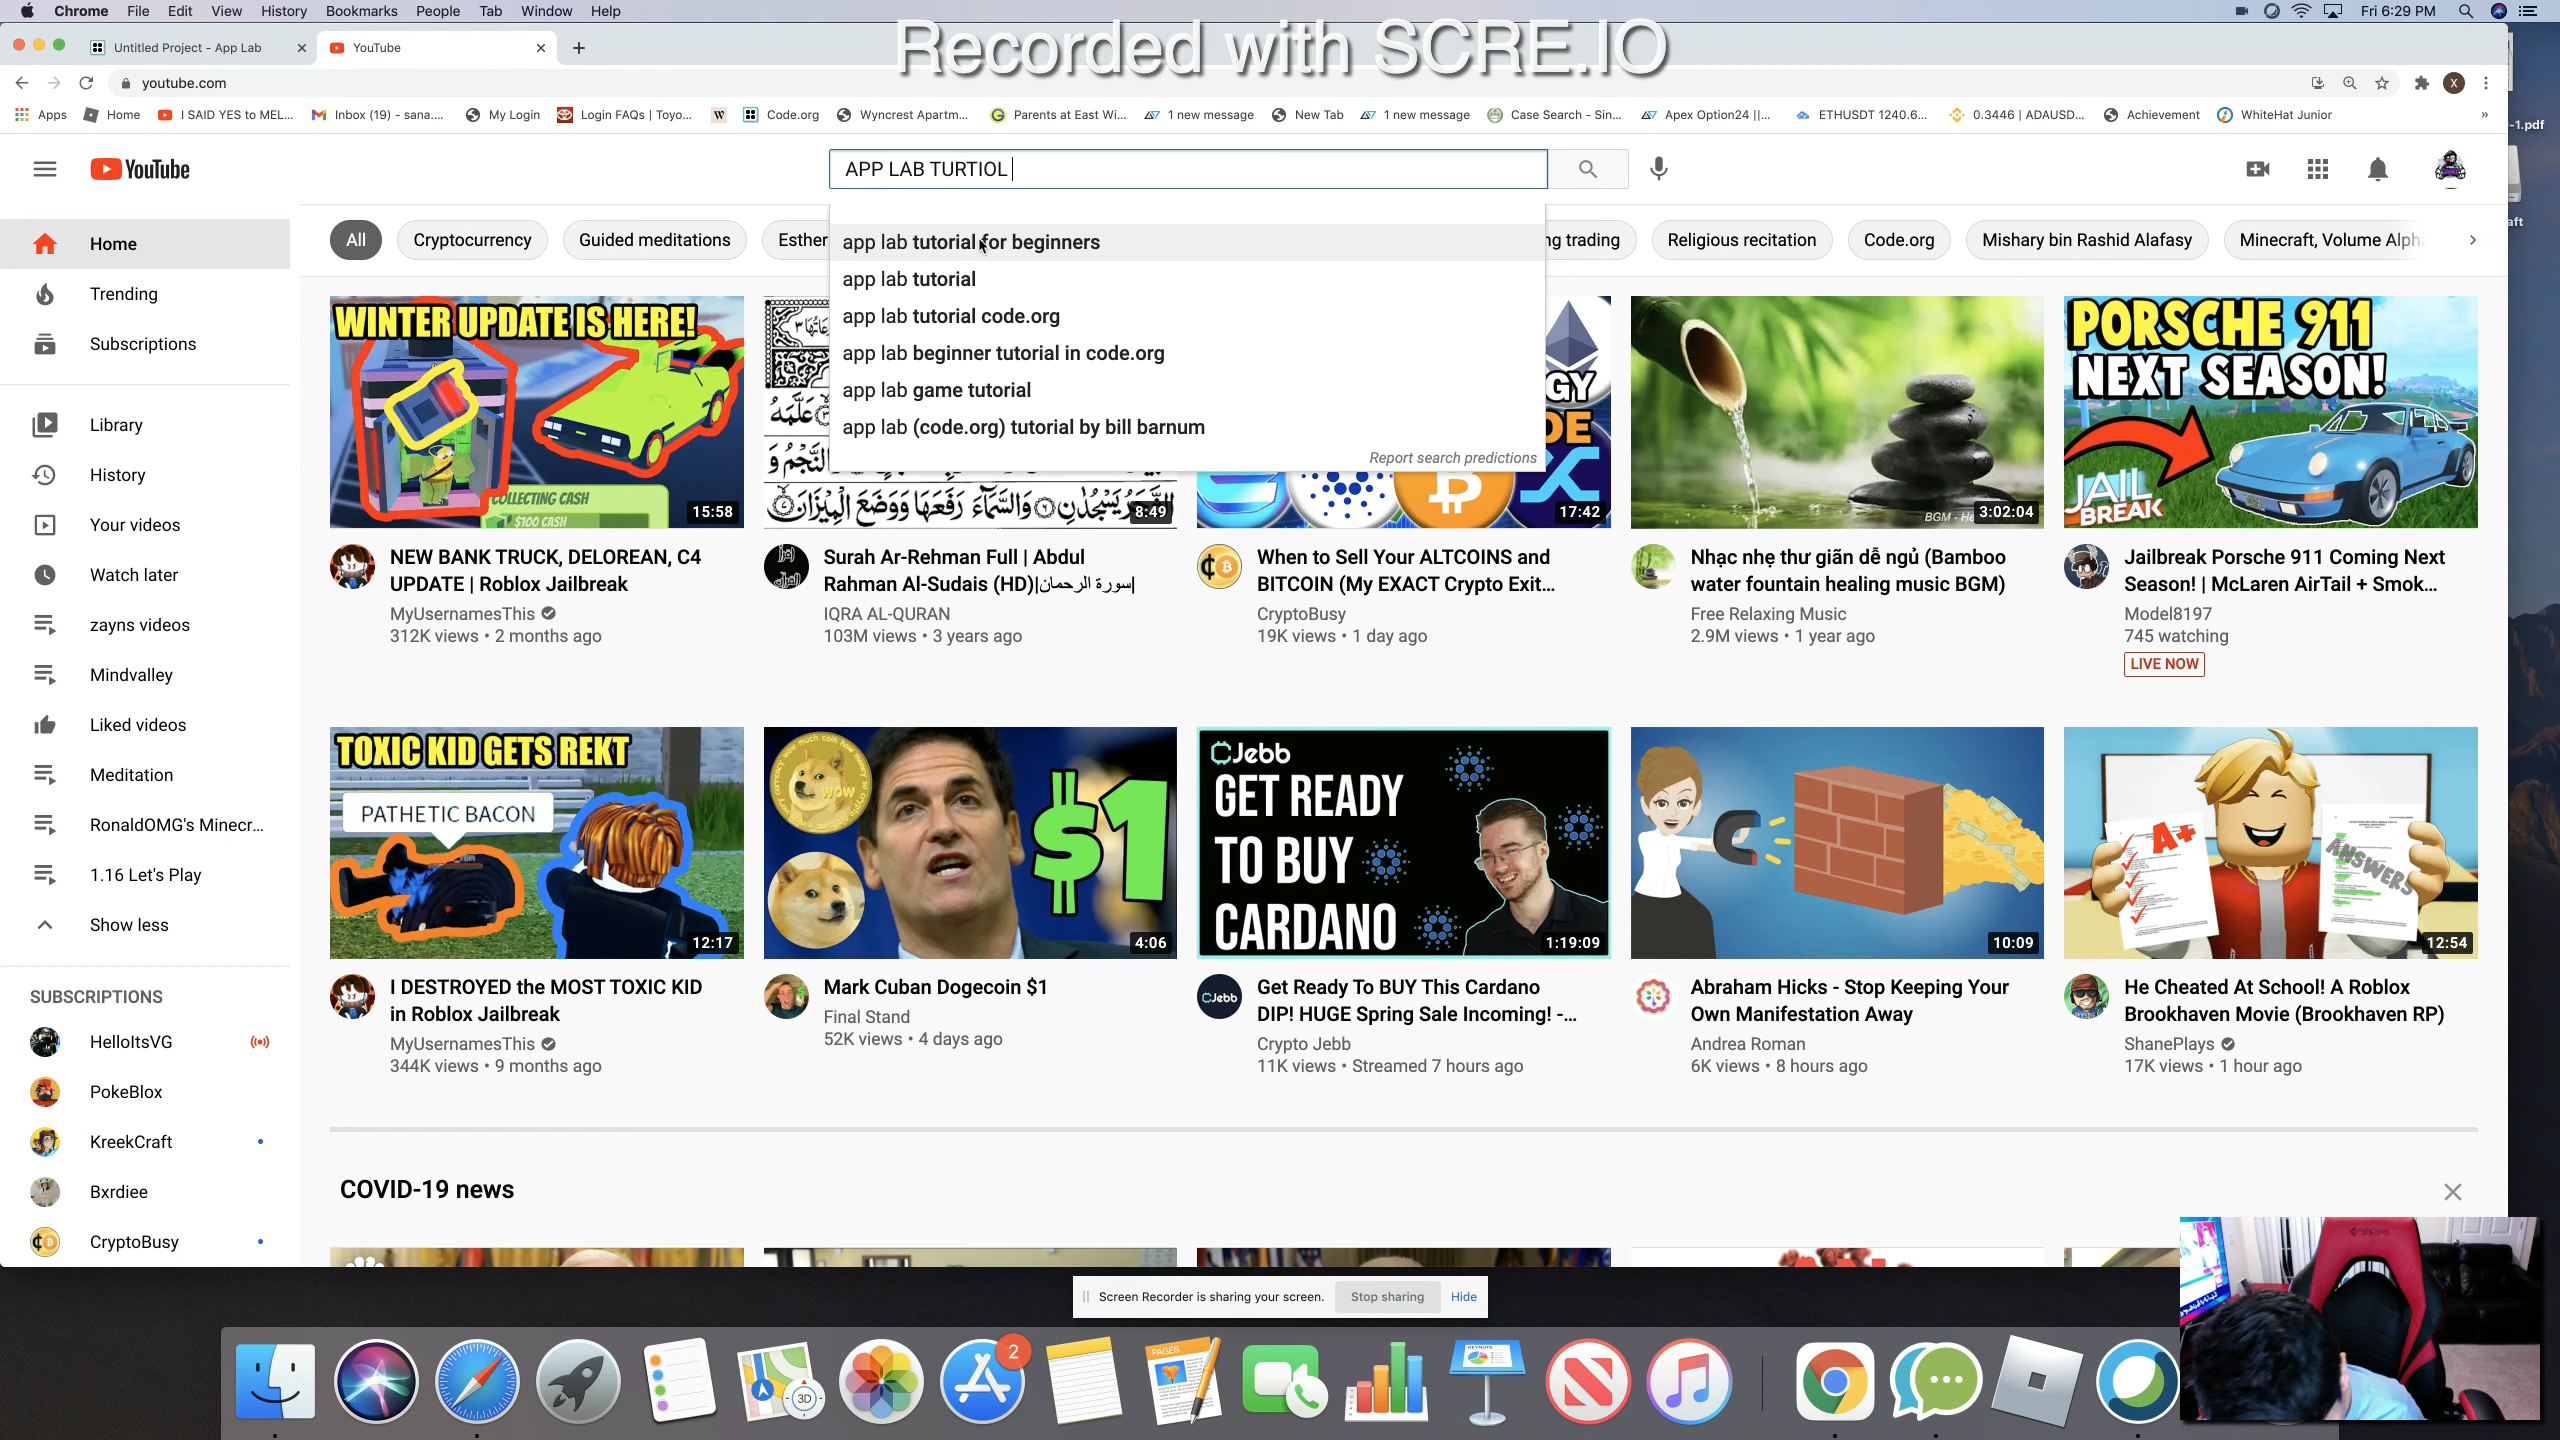 Chrome File Edit View History Bookmarks People Tab Window Help
Fri 6:29 PM
Recorded with SCRE.IO
Untitled Project - App Lab
YouTube
youtube.com
X
Apps
Home
I SAID YES to MEL...
Inbox (19) - sana....
My Login
Login FAQs | Toyo...
W
Code.org
Wyncrest Apartm...
Parents at East Wi...
1 new message
New Tab
1 new message
Case Search - Sin...
Apex Option24 ||...
ETHUSDT 1240.6...
0.3446 | ADAUSD...
Achievement
WhiteHat Junior
-1.pdf
YouTube
APP LAB TURTIOL
app lab tutorial for beginners
app lab tutorial
app lab tutorial code.org
app lab beginner tutorial in code.org
app lab game tutorial
app lab (code.org) tutorial by bill barnum
Report search predictions
Home
Trending
Subscriptions
Library
History
Your videos
Watch later
zayns videos
Mindvalley
Liked videos
Meditation
RonaldOMG's Minecr...
1.16 Let's Play
Show less
SUBSCRIPTIONS
HelloItsVG
PokeBlox
KreekCraft
Bxrdiee
CryptoBusy
All
Cryptocurrency
Guided meditations
Esther
ng trading
Religious recitation
Code.org
Mishary bin Rashid Alafasy
Minecraft, Volume Alph
WINTER UPDATE IS HERE!
COLLECTING CASH
$100 CASH
15:58
NEW BANK TRUCK, DELOREAN, C4
UPDATE | Roblox Jailbreak
MyUsernamesThis
312K views • 2 months ago
8:49
Surah Ar-Rehman Full | Abdul
Rahman Al-Sudais (HD)|سورة الرحمان|
IQRA AL-QURAN
103M views • 3 years ago
GY
DE
17:42
When to Sell Your ALTCOINS and
BITCOIN (My EXACT Crypto Exit...
CryptoBusy
19K views • 1 day ago
3:02:04
Nhạc nhẹ thư giãn dễ ngủ (Bamboo
water fountain healing music BGM)
Free Relaxing Music
2.9M views • 1 year ago
PORSCHE 911
NEXT SEASON!
JAIL
BREAK
Jailbreak Porsche 911 Coming Next
Season! | McLaren AirTail + Smok...
Model8197
745 watching
LIVE NOW
TOXIC KID GETS REKT
PATHETIC BACON
12:17
I DESTROYED the MOST TOXIC KID
in Roblox Jailbreak
MyUsernamesThis
344K views • 9 months ago
WOW
$1
4:06
Mark Cuban Dogecoin $1
Final Stand
52K views • 4 days ago
CJebb
GET READY
TO BUY
CARDANO
1:19:09
CJebb
Get Ready To BUY This Cardano
DIP! HUGE Spring Sale Incoming! -...
Crypto Jebb
11K views • Streamed 7 hours ago
10:09
Abraham Hicks - Stop Keeping Your
Own Manifestation Away
Andrea Roman
6K views • 8 hours ago
A+
ANSWERS
12:54
He Cheated At School! A Roblox
Brookhaven Movie (Brookhaven RP)
ShanePlays
17K views • 1 hour ago
COVID-19 news
Screen Recorder is sharing your screen.
Stop sharing
Hide
2
3D
PAGES
KEYNOTE